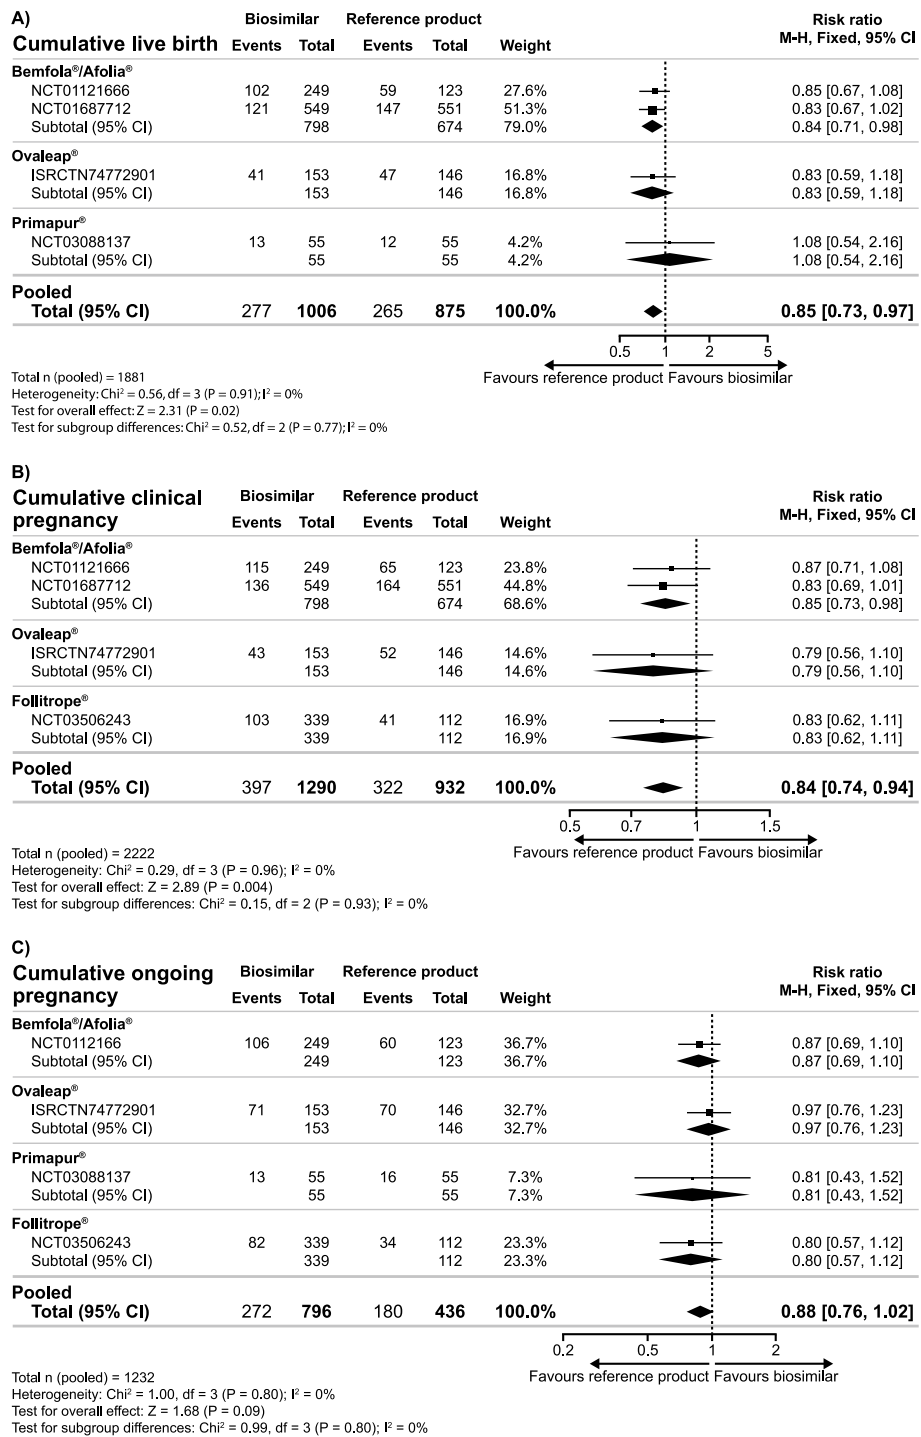 A)
Biosimilar Reference product Risk ratio
Cumulative live birth Events Total Events Total Weight M-H, Fixed, 95% CI
Bemfola®/Afolia®
NCT01121666 102 249 59 123 27.6% 0.85 [0.67, 1.08]
NCT01687712 121 549 147 551 51.3% 0.83 [0.67, 1.02]
Subtotal (95% CI) 798 674 79.0% 0.84 [0.71, 0.98]
Ovaleap®
ISRCTN74772901 41 153 47 146 16.8% 0.83 [0.59, 1.18]
Subtotal (95% CI) 153 146 16.8% 0.83 [0.59, 1.18]
Primapur®
NCT03088137 13 55 12 55 4.2% 1.08 [0.54, 2.16]
Subtotal (95% CI) 55 55 4.2% 1.08 [0.54, 2.16]
Pooled
Total (95% CI) 277 1006 265 875 100.0% 0.85 [0.73, 0.97]
0.5 1 2 5
Favours reference product Favours biosimilar
Total n (pooled) = 1881
Heterogeneity: Chi² = 0.56, df = 3 (P = 0.91); I² = 0%
Test for overall effect: Z = 2.31 (P = 0.02)
Test for subgroup differences: Chi² = 0.52, df = 2 (P = 0.77); I² = 0%
B)
Cumulative clinical Biosimilar Reference product Risk ratio
pregnancy Events Total Events Total Weight M-H, Fixed, 95% CI
Bemfola®/Afolia®
NCT01121666 115 249 65 123 23.8% 0.87 [0.71, 1.08]
NCT01687712 136 549 164 551 44.8% 0.83 [0.69, 1.01]
Subtotal (95% CI) 798 674 68.6% 0.85 [0.73, 0.98]
Ovaleap®
ISRCTN74772901 43 153 52 146 14.6% 0.79 [0.56, 1.10]
Subtotal (95% CI) 153 146 14.6% 0.79 [0.56, 1.10]
Follitrope®
NCT03506243 103 339 41 112 16.9% 0.83 [0.62, 1.11]
Subtotal (95% CI) 339 112 16.9% 0.83 [0.62, 1.11]
Pooled
Total (95% CI) 397 1290 322 932 100.0% 0.84 [0.74, 0.94]
0.5 0.7 1 1.5
Favours reference product Favours biosimilar
Total n (pooled) = 2222
Heterogeneity: Chi² = 0.29, df = 3 (P = 0.96); I² = 0%
Test for overall effect: Z = 2.89 (P = 0.004)
Test for subgroup differences: Chi² = 0.15, df = 2 (P = 0.93); I² = 0%
C)
Cumulative ongoing Biosimilar Reference product Risk ratio
pregnancy Events Total Events Total Weight M-H, Fixed, 95% CI
Bemfola®/Afolia®
NCT0112166 106 249 60 123 36.7% 0.87 [0.69, 1.10]
Subtotal (95% CI) 249 123 36.7% 0.87 [0.69, 1.10]
Ovaleap®
ISRCTN74772901 71 153 70 146 32.7% 0.97 [0.76, 1.23]
Subtotal (95% CI) 153 146 32.7% 0.97 [0.76, 1.23]
Primapur®
NCT03088137 13 55 16 55 7.3% 0.81 [0.43, 1.52]
Subtotal (95% CI) 55 55 7.3% 0.81 [0.43, 1.52]
Follitrope®
NCT03506243 82 339 34 112 23.3% 0.80 [0.57, 1.12]
Subtotal (95% CI) 339 112 23.3% 0.80 [0.57, 1.12]
Pooled
Total (95% CI) 272 796 180 436 100.0% 0.88 [0.76, 1.02]
0.2 0.5 1 2
Favours reference product Favours biosimilar
Total n (pooled) = 1232
Heterogeneity: Chi² = 1.00, df = 3 (P = 0.80); I² = 0%
Test for overall effect: Z = 1.68 (P = 0.09)
Test for subgroup differences: Chi² = 0.99, df = 3 (P = 0.80); I² = 0%